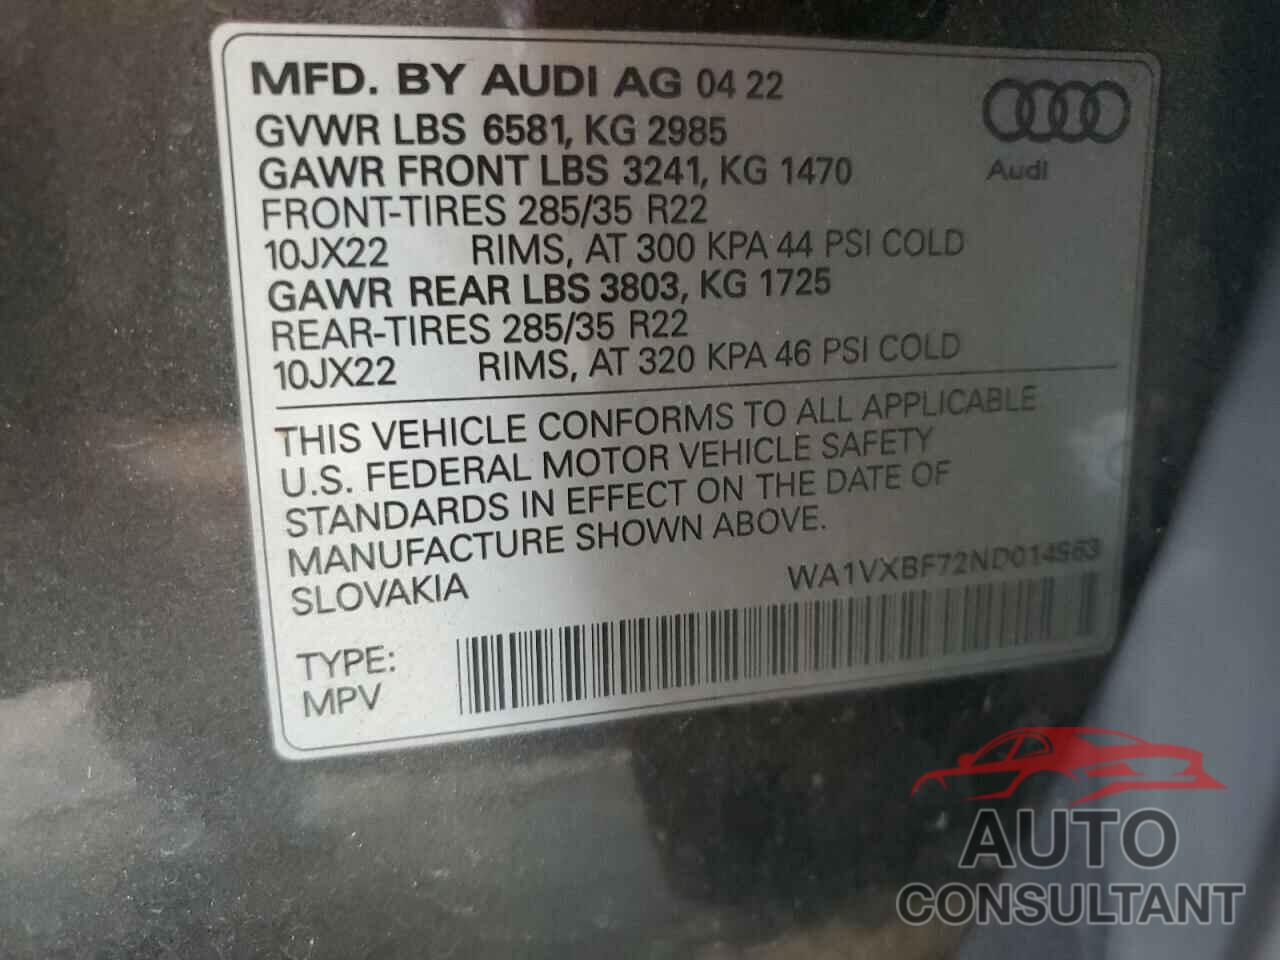 MFD. BY AUDI AG 04 22
GVWR LBS 6581, KG 2985
GAWR FRONT LBS 3241, KG 1470
FRONT-TIRES 285/35 R22
10JX22 RIMS, AT 300 KPA 44 PSI COLD
GAWR REAR LBS 3803, KG 1725
REAR-TIRES 285/35 R22
10JX22 RIMS, AT 320 KPA 46 PSI COLD
Audi
THIS VEHICLE CONFORMS TO ALL APPLICABLE
U.S. FEDERAL MOTOR VEHICLE SAFETY
STANDARDS IN EFFECT ON THE DATE OF
MANUFACTURE SHOWN ABOVE.
SLOVAKIA
WA1VXBF72ND014563
TYPE:
MPV
AUTO
CONSULTANT